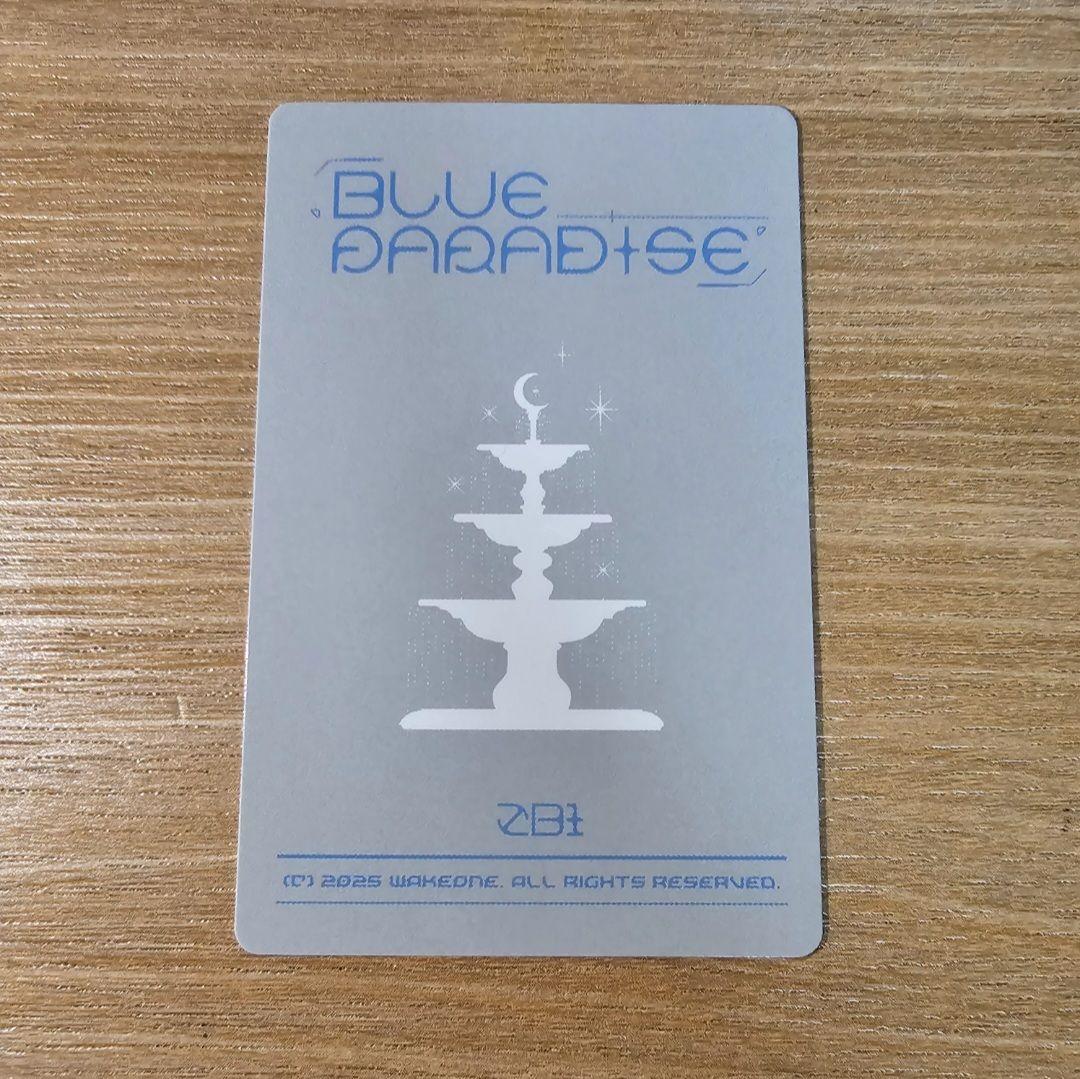 BLUE
PARADISE
ZB1
(C) 2025 WAKEONE. ALL RIGHTS RESERVED.